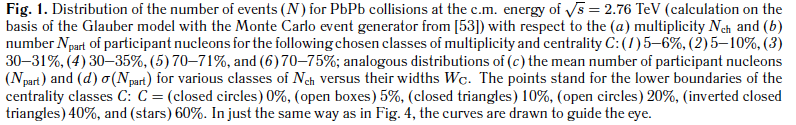 Fig. 1. Distribution of the number of events (N) for PbPb collisions at the c.m. energy of √s = 2.76 TeV (calculation on the
basis of the Glauber model with the Monte Carlo event generator from [53]) with respect to the (a) multiplicity Nch and (b)
number Npart of participant nucleons for the following chosen classes of multiplicity and centrality C: (1) 5–6%, (2) 5–10%, (3)
30–31%, (4) 30–35%, (5) 70–71%, and (6) 70–75%; analogous distributions of (c) the mean number of participant nucleons
⟨Npart⟩ and (d) σ(Npart) for various classes of Nch versus their widths WC. The points stand for the lower boundaries of the
centrality classes C: C = (closed circles) 0%, (open boxes) 5%, (closed triangles) 10%, (open circles) 20%, (inverted closed
triangles) 40%, and (stars) 60%. In just the same way as in Fig. 4, the curves are drawn to guide the eye.